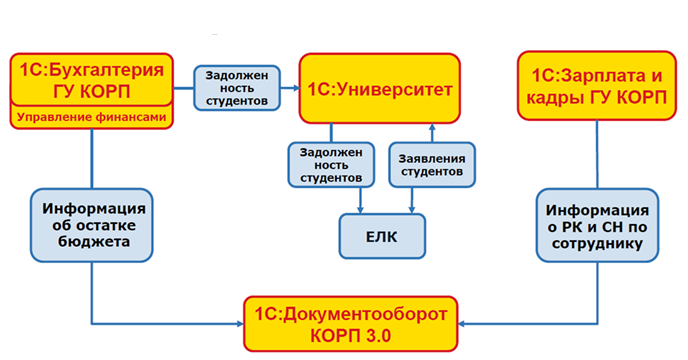 1С:Бухгалтерия
ГУ КОРП
Управление финансами
Задолжен
ность
студентов
1С:Университет
1С:Зарплата и
кадры ГУ КОРП
Задолжен
ность
студентов
Заявления
студентов
Информация
об остатке
бюджета
ЕЛК
Информация
о РК и СН по
сотруднику
1С:Документооборот
КОРП 3.0